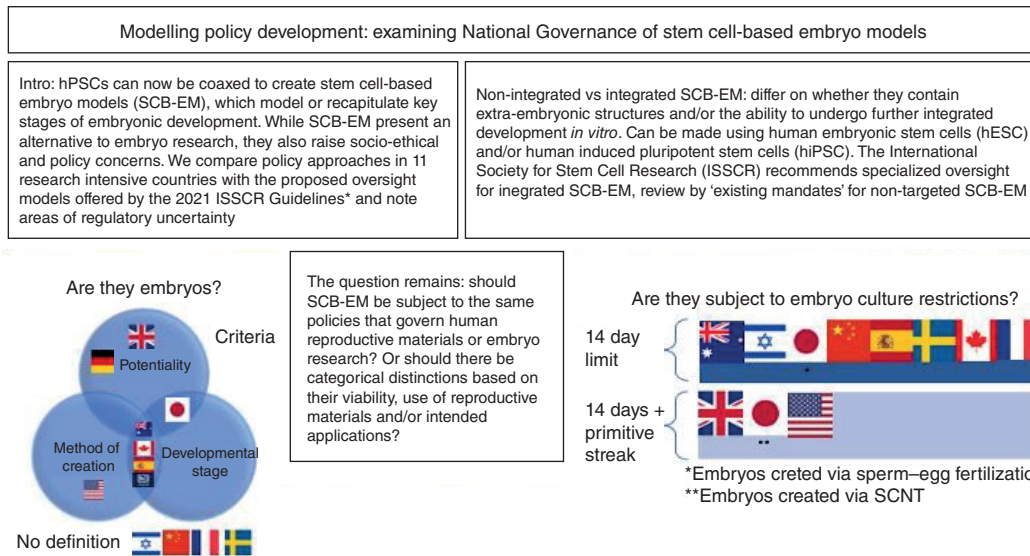 Modelling policy development: examining National Governance of stem cell-based embryo models
Intro: hPSCs can now be coaxed to create stem cell-based
embryo models (SCB-EM), which model or recapitulate key
stages of embryonic development. While SCB-EM present an
alternative to embryo research, they also raise socio-ethical
and policy concerns. We compare policy approaches in 11
research intensive countries with the proposed oversight
models offered by the 2021 ISSCR Guidelines* and note
areas of regulatory uncertainty
Non-integrated vs integrated SCB-EM: differ on whether they contain
extra-embryonic structures and/or the ability to undergo further integrated
development in vitro. Can be made using human embryonic stem cells (hESC)
and/or human induced pluripotent stem cells (hiPSC). The International
Society for Stem Cell Research (ISSCR) recommends specialized oversight
for inegrated SCB-EM, review by ‘existing mandates’ for non-targeted SCB-EM
Are they embryos?
Criteria
Potentiality
Method of
creation
Developmental
stage
No definition
The question remains: should
SCB-EM be subject to the same
policies that govern human
reproductive materials or embryo
research? Or should there be
categorical distinctions based on
their viability, use of reproductive
materials and/or intended
applications?
Are they subject to embryo culture restrictions?
14 day
limit
*
14 days +
primitive
streak
**
*Embryos creted via sperm–egg fertilizatio
**Embryos created via SCNT